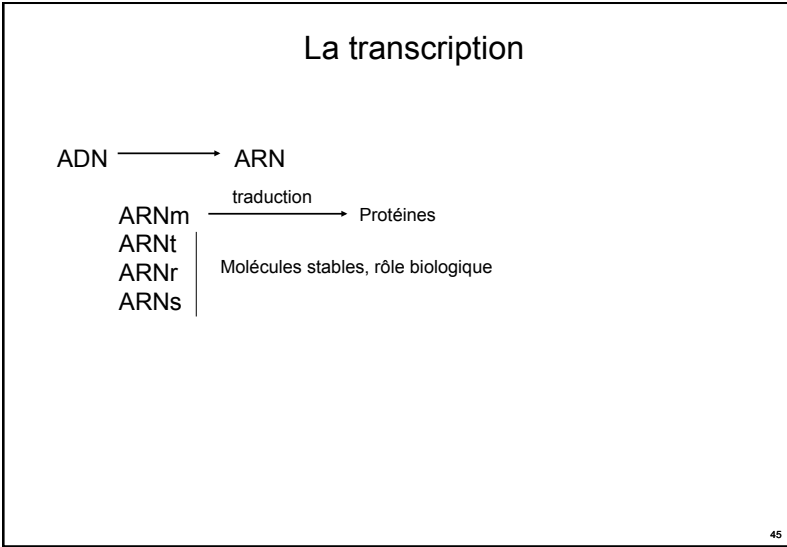 La transcription
ADN ARN
traduction
ARNm Protéines
ARNt
ARNr Molécules stables, rôle biologique
ARNs
45